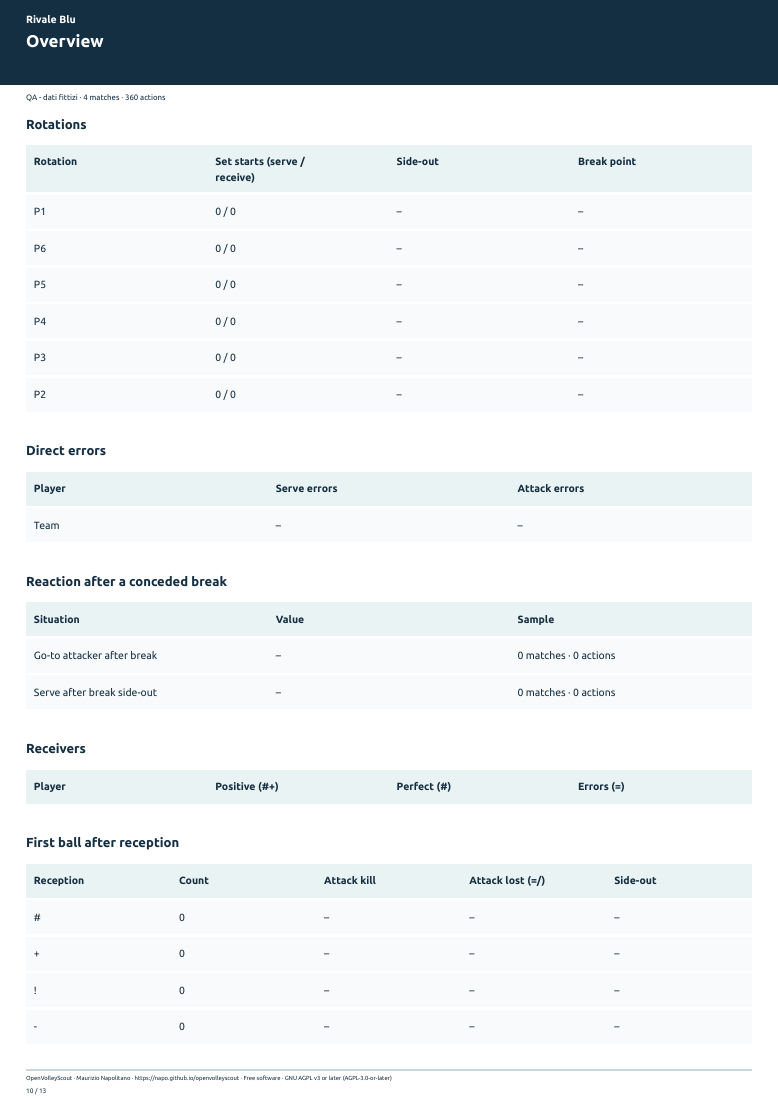 Rivale Blu
Overview
QA - dati fittizi · 4 matches · 360 actions
Rotations
Rotation Set starts (serve / receive) Side-out Break point
P1 0 / 0 – –
P6 0 / 0 – –
P5 0 / 0 – –
P4 0 / 0 – –
P3 0 / 0 – –
P2 0 / 0 – –
Direct errors
Player Serve errors Attack errors
Team – –
Reaction after a conceded break
Situation Value Sample
Go-to attacker after break – 0 matches · 0 actions
Serve after break side-out – 0 matches · 0 actions
Receivers
Player Positive (#+) Perfect (#) Errors (=)
First ball after reception
Reception Count Attack kill Attack lost (=/) Side-out
# 0 – – –
+ 0 – – –
! 0 – – –
- 0 – – –
OpenVolleyScout · Maurizio Napolitano · https://napo.github.io/openvolleyscout · Free software · GNU AGPL v3 or later (AGPL-3.0-or-later)
10 / 13